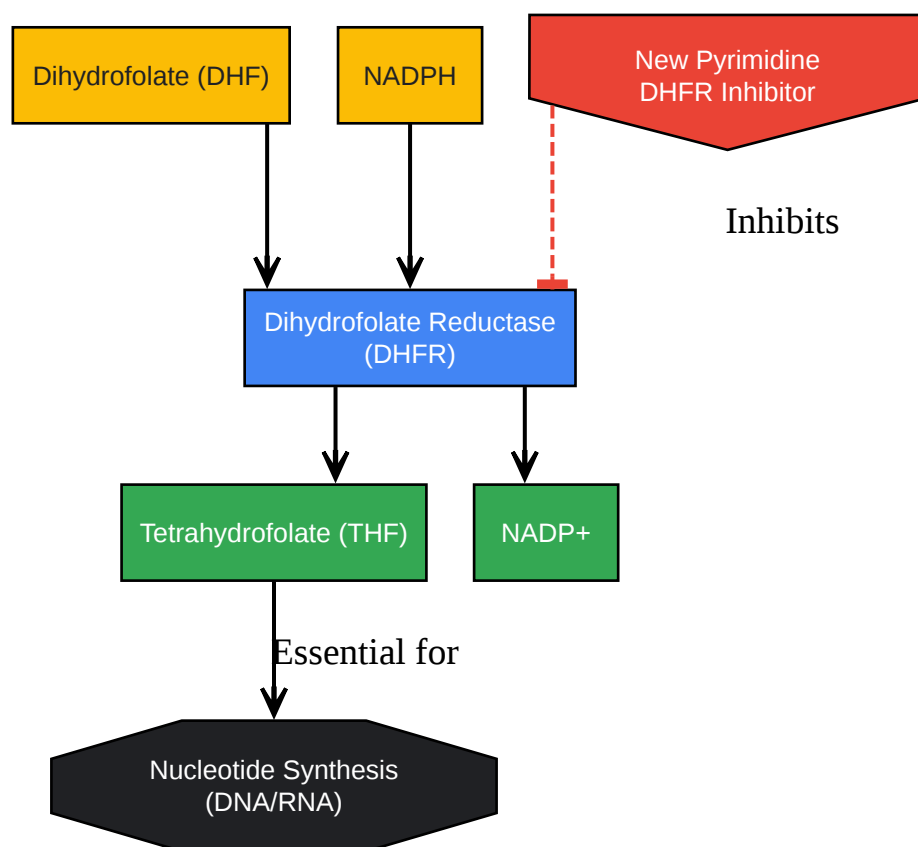 Dihydrofolate (DHF)
NADPH
New Pyrimidine
DHFR Inhibitor
Inhibits
Dihydrofolate Reductase
(DHFR)
Tetrahydrofolate (THF)
NADP+
Essential for
Nucleotide Synthesis
(DNA/RNA)